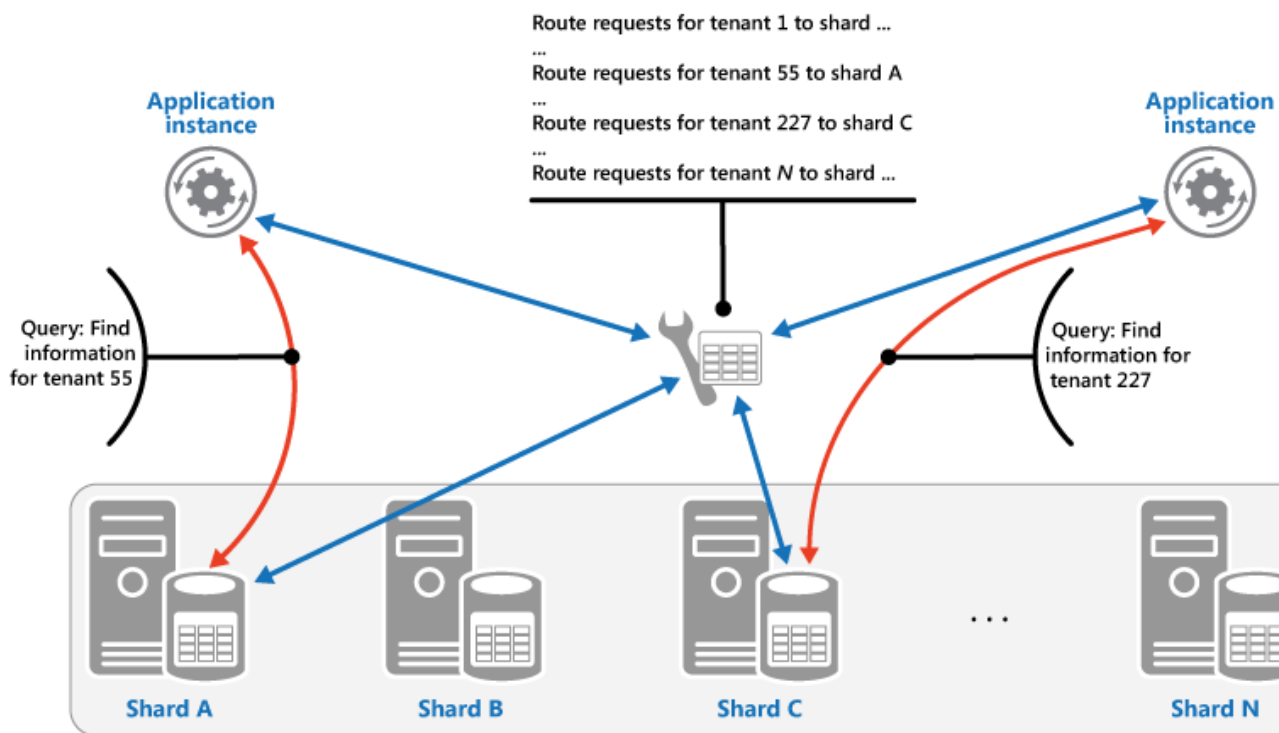 Route requests for tenant 1 to shard ...
...
Route requests for tenant 55 to shard A
...
Route requests for tenant 227 to shard C
...
Route requests for tenant N to shard ...
Application
instance
Application
instance
Query: Find
information
for tenant 55
Query: Find
information for
tenant 227
...
Shard A
Shard B
Shard C
Shard N